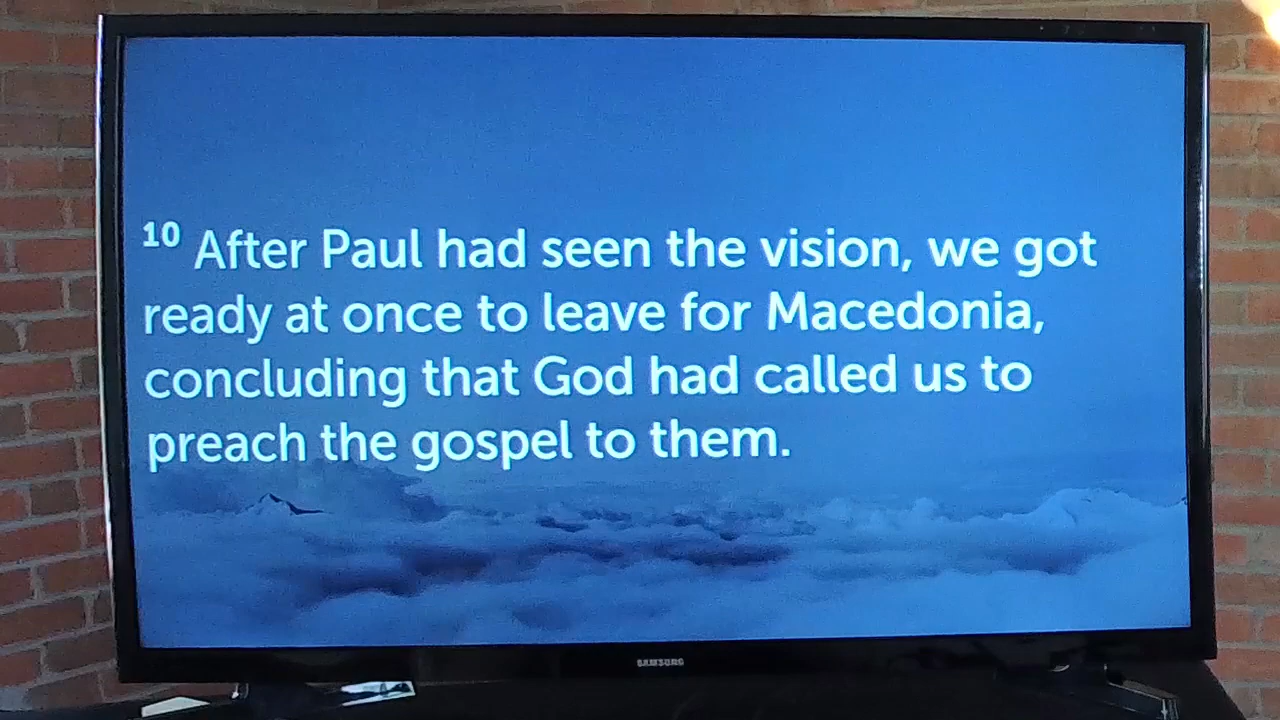 10 After Paul had seen the vision, we got
ready at once to leave for Macedonia,
concluding that God had called us to
preach the gospel to them.
SAMSUNG